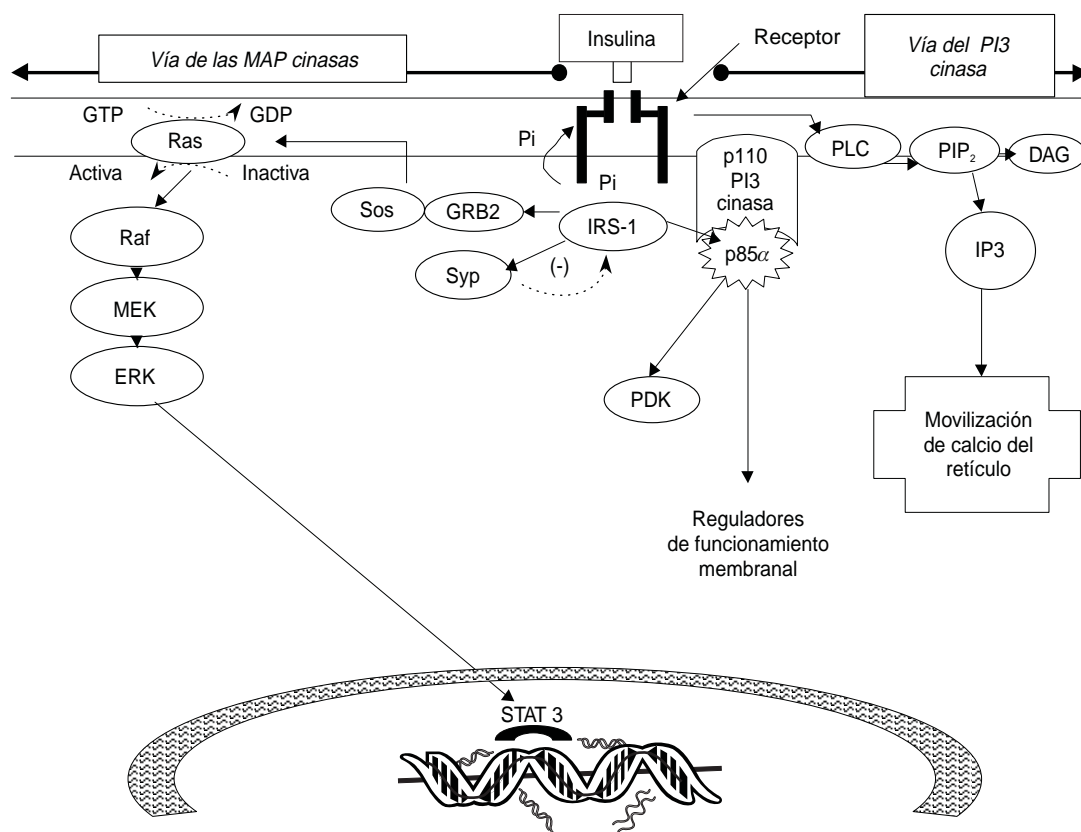 Vía de las MAP cinasas
Insulina
Receptor
Vía del PI3
cinasa
GTP
GDP
Ras
Activa
Inactiva
Pi
Pi
p110
PI3
cinasa
p85α
PLC
PIP2
DAG
Sos
GRB2
IRS-1
Syp
(-)
Raf
MEK
ERK
IP3
PDK
Movilización
de calcio del
retículo
Reguladores
de funcionamiento
membranal
STAT 3